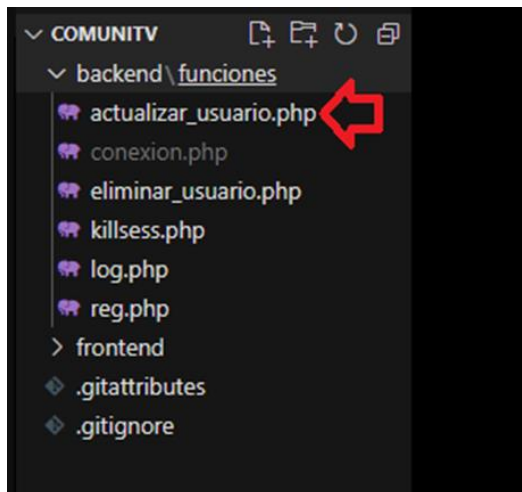 COMUNITV
backend\funciones
actualizar_usuario.php
conexion.php
eliminar_usuario.php
killsess.php
log.php
reg.php
frontend
.gitattributes
.gitignore